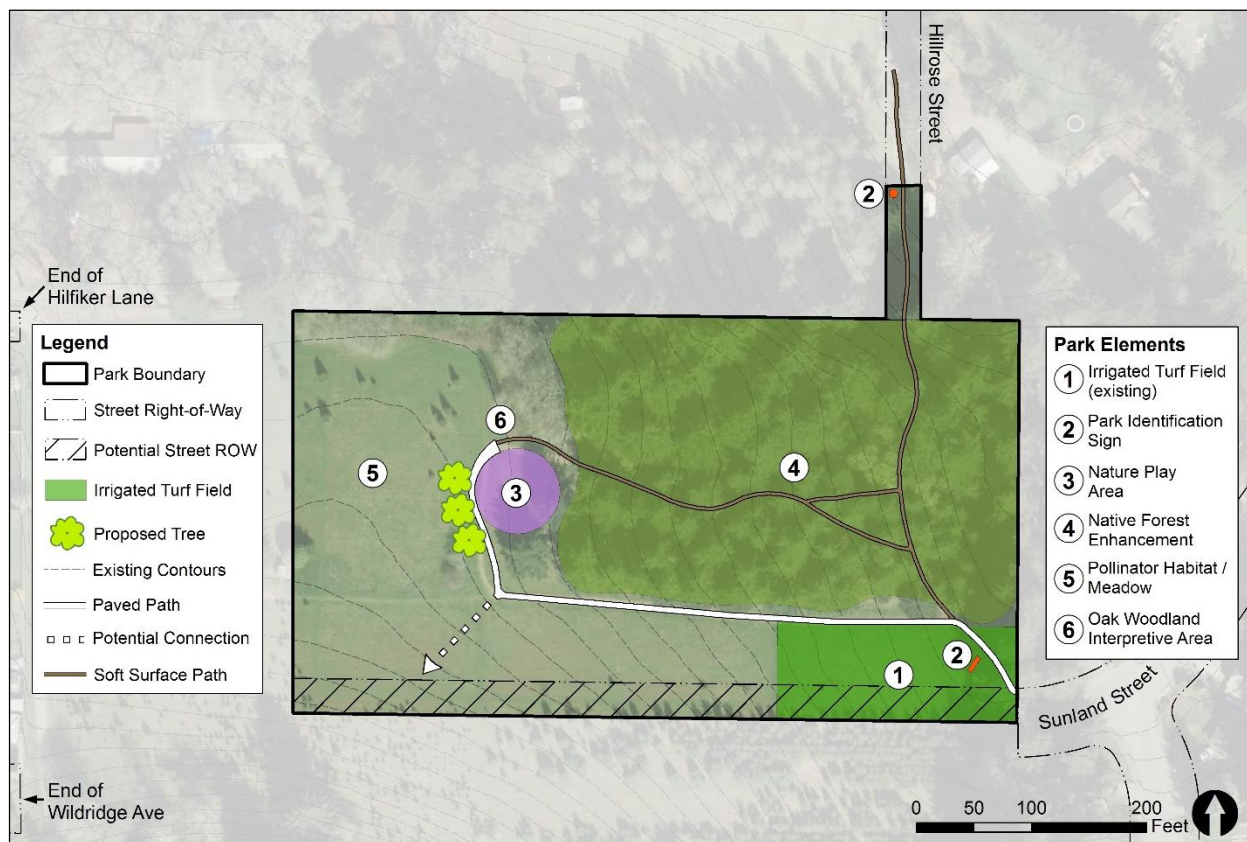 Hillrose Street
2
End of
Hilfiker Lane
Legend
Park Boundary
Street Right-of-Way
Potential Street ROW
Irrigated Turf Field
Proposed Tree
Existing Contours
Paved Path
Potential Connection
Soft Surface Path
6
5
3
4
1
2
Park Elements
1 Irrigated Turf Field
(existing)
2 Park Identification
Sign
3 Nature Play
Area
4 Native Forest
Enhancement
5 Pollinator Habitat /
Meadow
6 Oak Woodland
Interpretive Area
Sunland Street
End of
Wildridge Ave
0 50 100 200
Feet